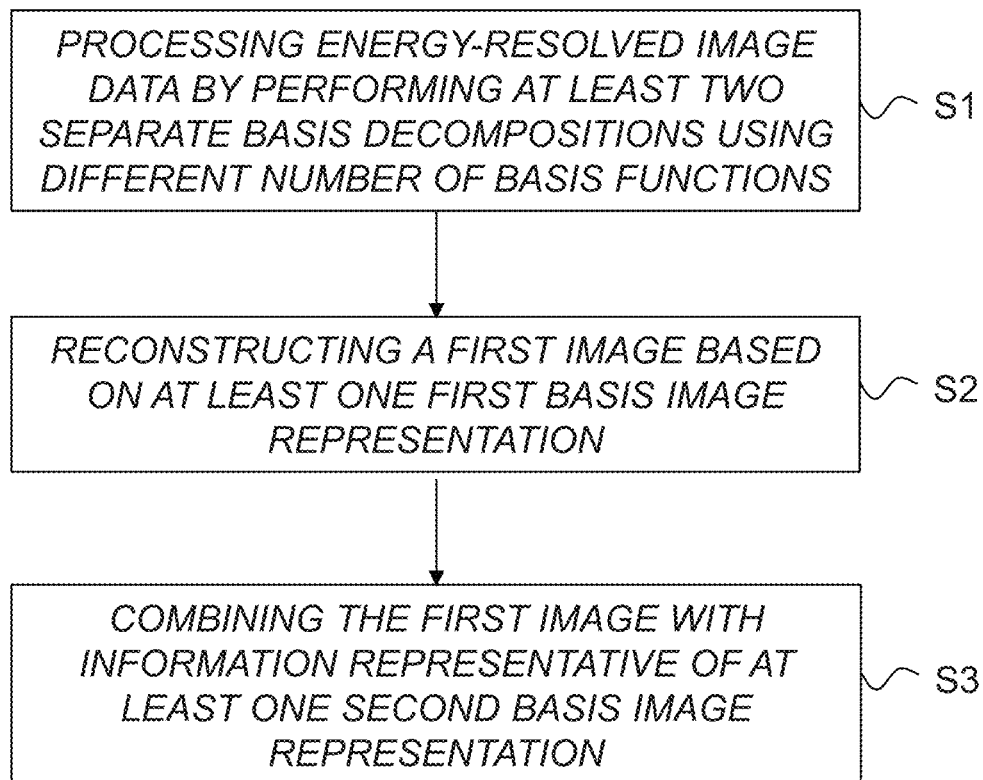 PROCESSING ENERGY-RESOLVED IMAGE
DATA BY PERFORMING AT LEAST TWO
SEPARATE BASIS DECOMPOSITIONS USING
DIFFERENT NUMBER OF BASIS FUNCTIONS
S1
RECONSTRUCTING A FIRST IMAGE BASED
ON AT LEAST ONE FIRST BASIS IMAGE
REPRESENTATION
S2
COMBINING THE FIRST IMAGE WITH
INFORMATION REPRESENTATIVE OF AT
LEAST ONE SECOND BASIS IMAGE
REPRESENTATION
S3